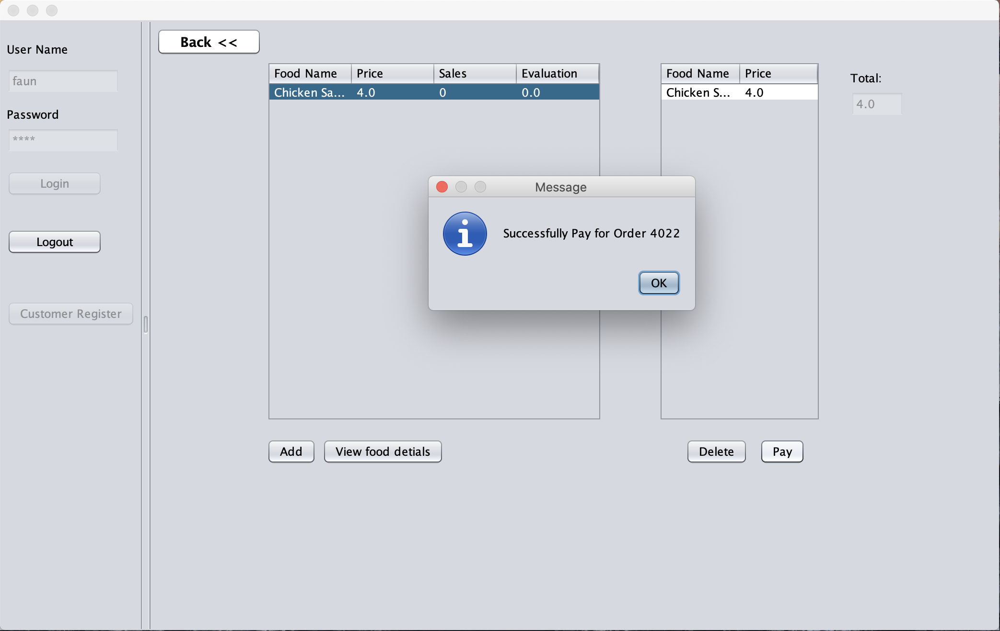 Back <<
User Name
faun
Password
****
Login
Logout
Customer Register
Food Name Price Sales Evaluation
Chicken Sa... 4.0 0 0.0
Food Name Price
Chicken S... 4.0
Total:
4.0
Message
Successfully Pay for Order 4022
OK
Add View food detials
Delete Pay